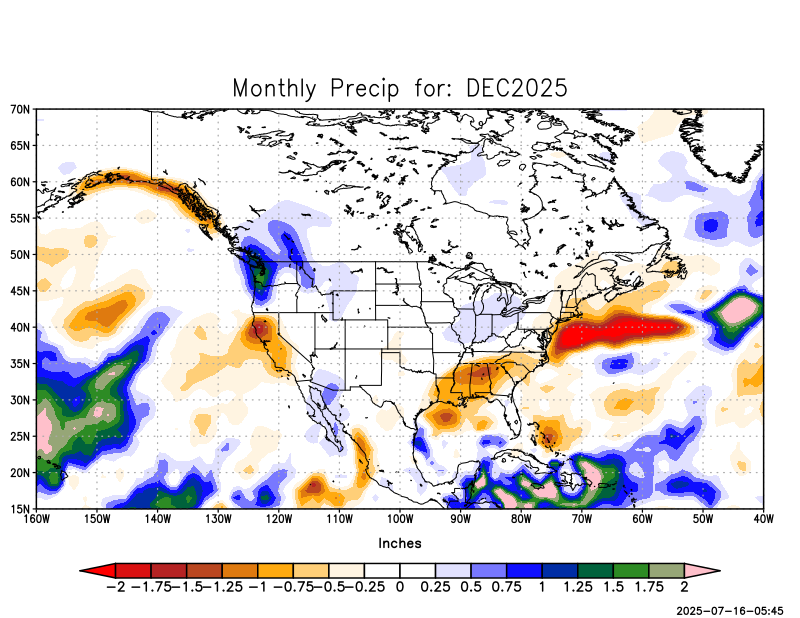 Monthly Precip for: DEC2025
70N
65N
60N
55N
50N
45N
40N
35N
30N
25N
20N
15N
160W 150W 140W 130W 120W 110W 100W 90W 80W 70W 60W 50W 40W
Inches
-2 -1.75 -1.5 -1.25 -1 -0.75 -0.5 -0.25 0 0.25 0.5 0.75 1 1.25 1.5 1.75 2
2025-07-16-05:45